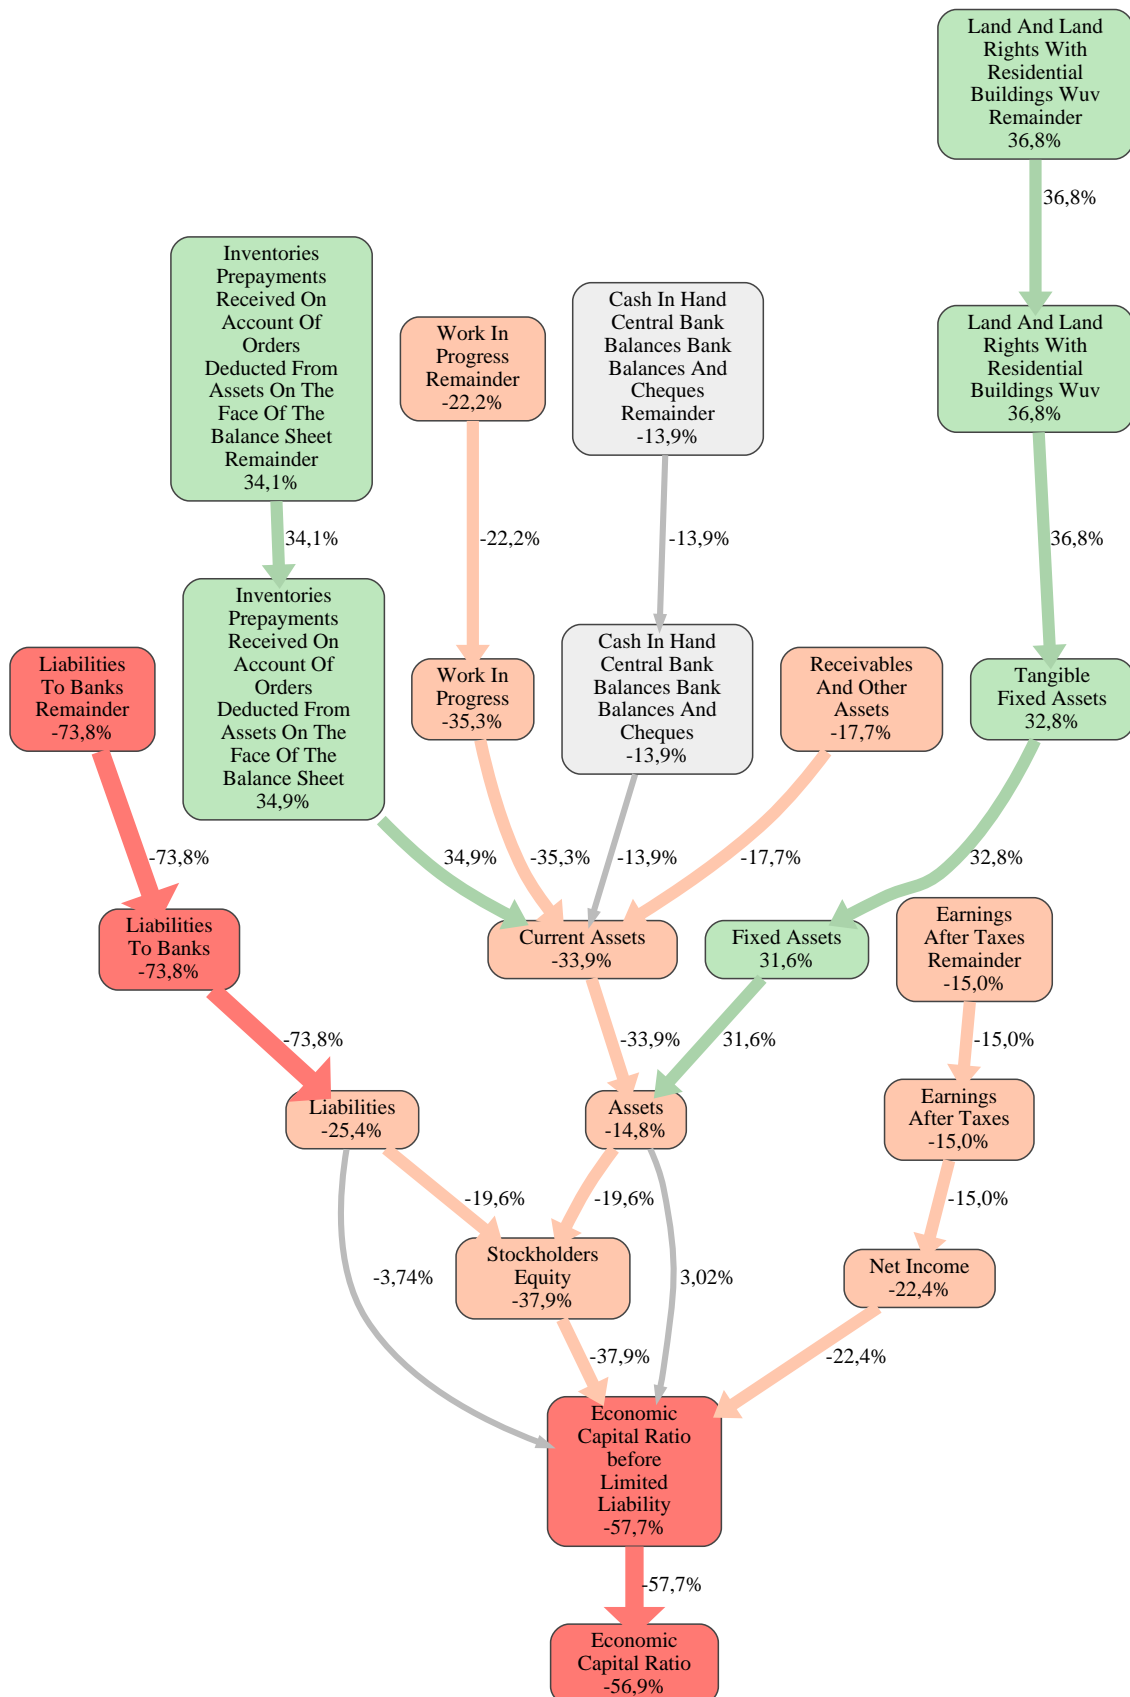 Land And Land
Rights With
Residential
Buildings Wuv
Remainder
36,8%
36,8%
Inventories
Prepayments
Received On
Account Of
Orders
Deducted From
Assets On The
Face Of The
Balance Sheet
Remainder
34,1%
Work In
Progress
Remainder
-22,2%
Cash In Hand
Central Bank
Balances Bank
Balances And
Cheques
Remainder
-13,9%
Land And Land
Rights With
Residential
Buildings Wuv
36,8%
34,1%
-22,2%
-13,9%
36,8%
Liabilities
To Banks
Remainder
-73,8%
Inventories
Prepayments
Received On
Account Of
Orders
Deducted From
Assets On The
Face Of The
Balance Sheet
34,9%
Work In
Progress
-35,3%
Cash In Hand
Central Bank
Balances Bank
Balances And
Cheques
-13,9%
Receivables
And Other
Assets
-17,7%
Tangible
Fixed Assets
32,8%
-73,8%
34,9%
-35,3%
-13,9%
-17,7%
32,8%
Liabilities
To Banks
-73,8%
Current Assets
-33,9%
Fixed Assets
31,6%
Earnings
After Taxes
Remainder
-15,0%
-73,8%
-33,9%
31,6%
-15,0%
Liabilities
-25,4%
Assets
-14,8%
Earnings
After Taxes
-15,0%
-19,6%
-19,6%
-15,0%
Stockholders
Equity
-37,9%
Net Income
-22,4%
-3,74%
3,02%
-37,9%
-22,4%
Economic
Capital Ratio
before
Limited
Liability
-57,7%
-57,7%
Economic
Capital Ratio
-56,9%